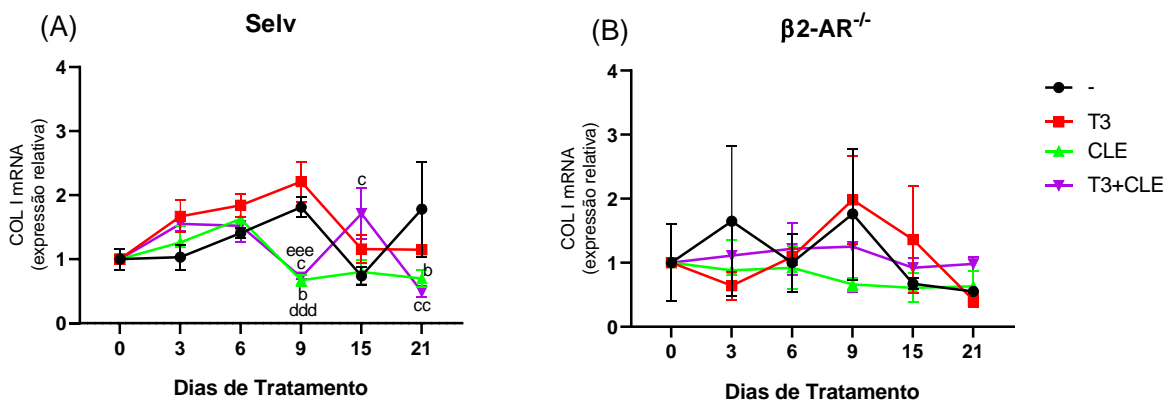 (A)
Selv
COL I mRNA
(expressão relativa)
4
3
2
1
0
c
eee
c
b
ddd
b
cc
0 3 6 9 15 21
Dias de Tratamento
(B)
β2-AR-/-
COL I mRNA
(expressão relativa)
4
3
2
1
0
0 3 6 9 15 21
Dias de Tratamento
-
T3
CLE
T3+CLE